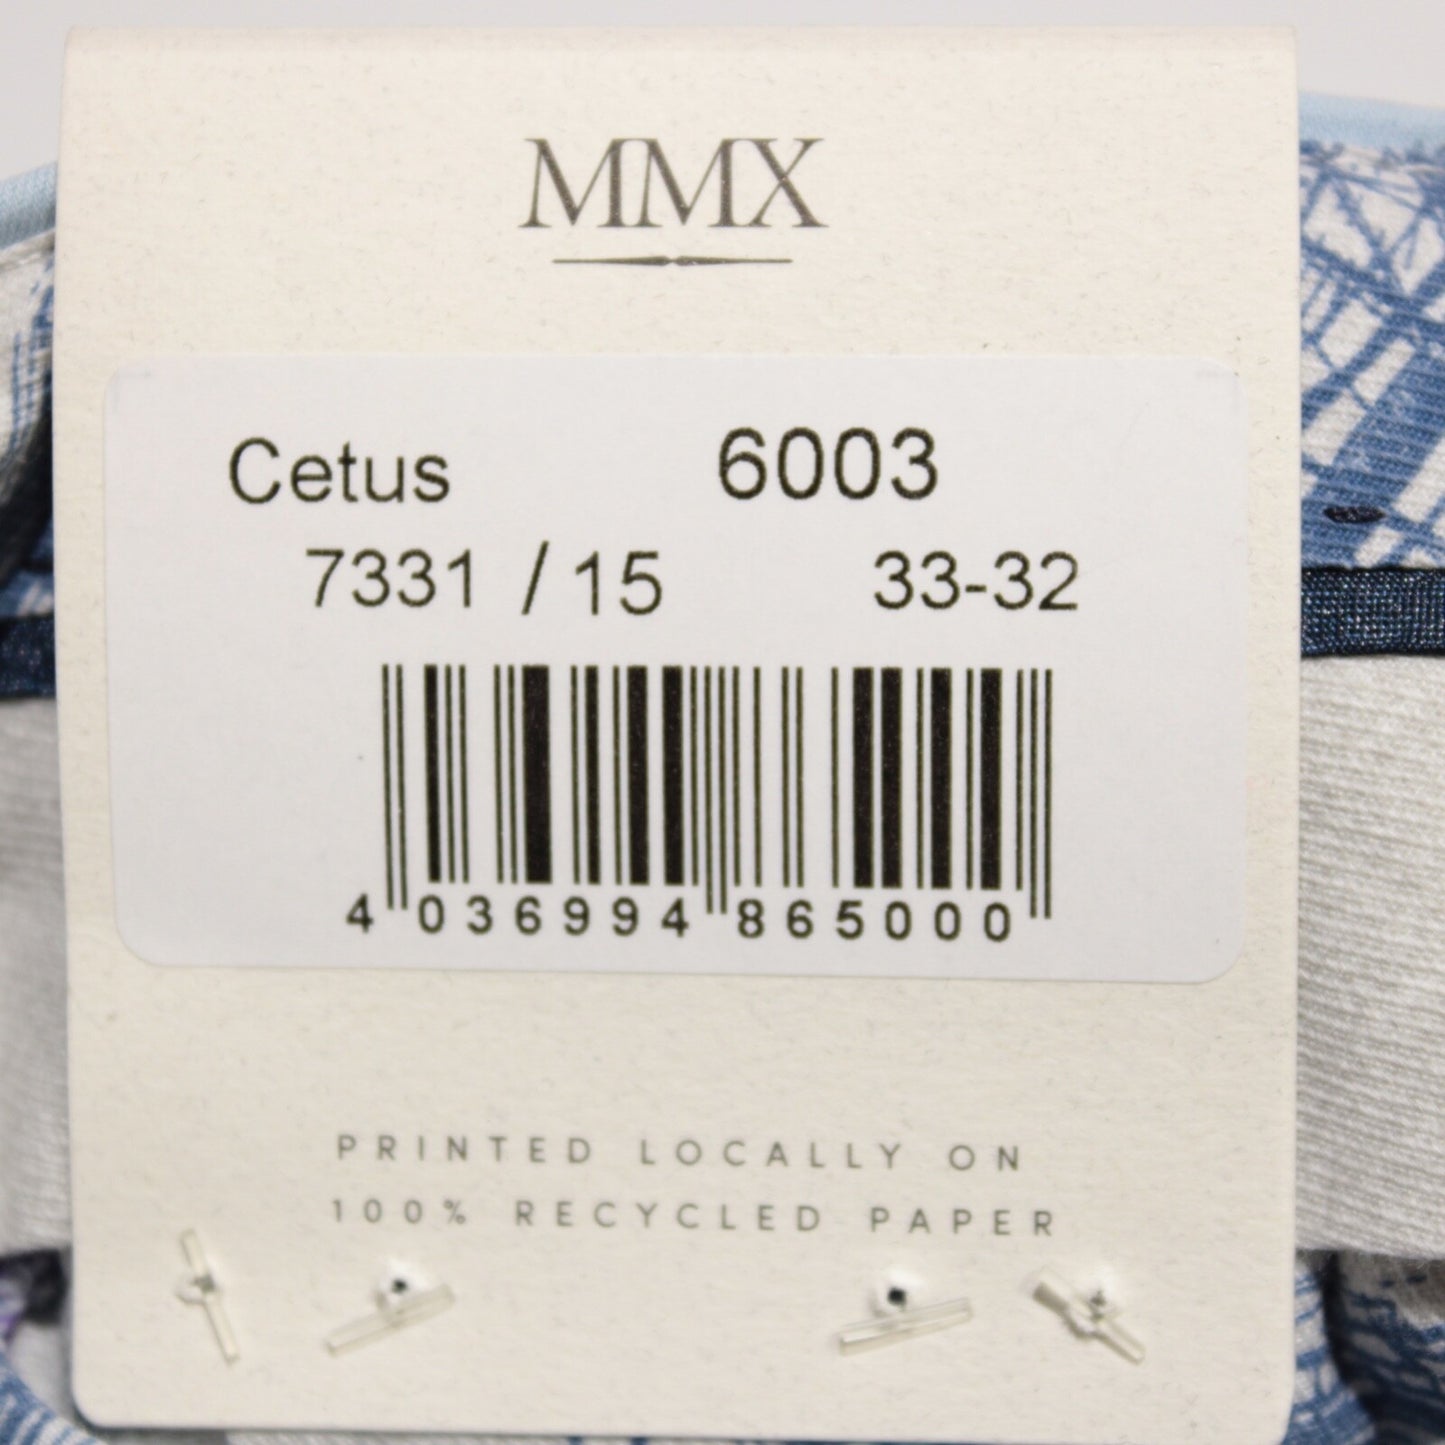 MMX
Cetus 6003
7331 / 15 33-32
4 036994 865000
PRINTED LOCALLY ON
100% RECYCLED PAPER